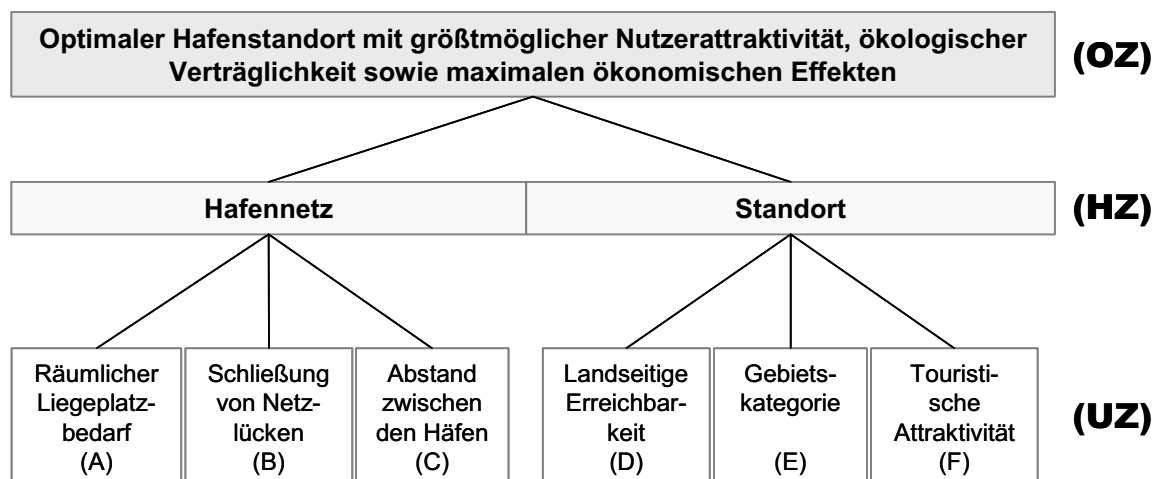 Optimaler Hafenstandort mit größtmöglicher Nutzerattraktivität, ökologischer
Verträglichkeit sowie maximalen ökonomischen Effekten
(OZ)
Hafennetz
Standort
(HZ)
Räumlicher
Liegeplatz-
bedarf
(A)
Schließung
von Netz-
lücken
(B)
Abstand
zwischen
den Häfen
(C)
Landseitige
Erreichbar-
keit
(D)
Gebiets-
kategorie
(E)
Touristi-
sche
Attraktivität
(F)
(UZ)